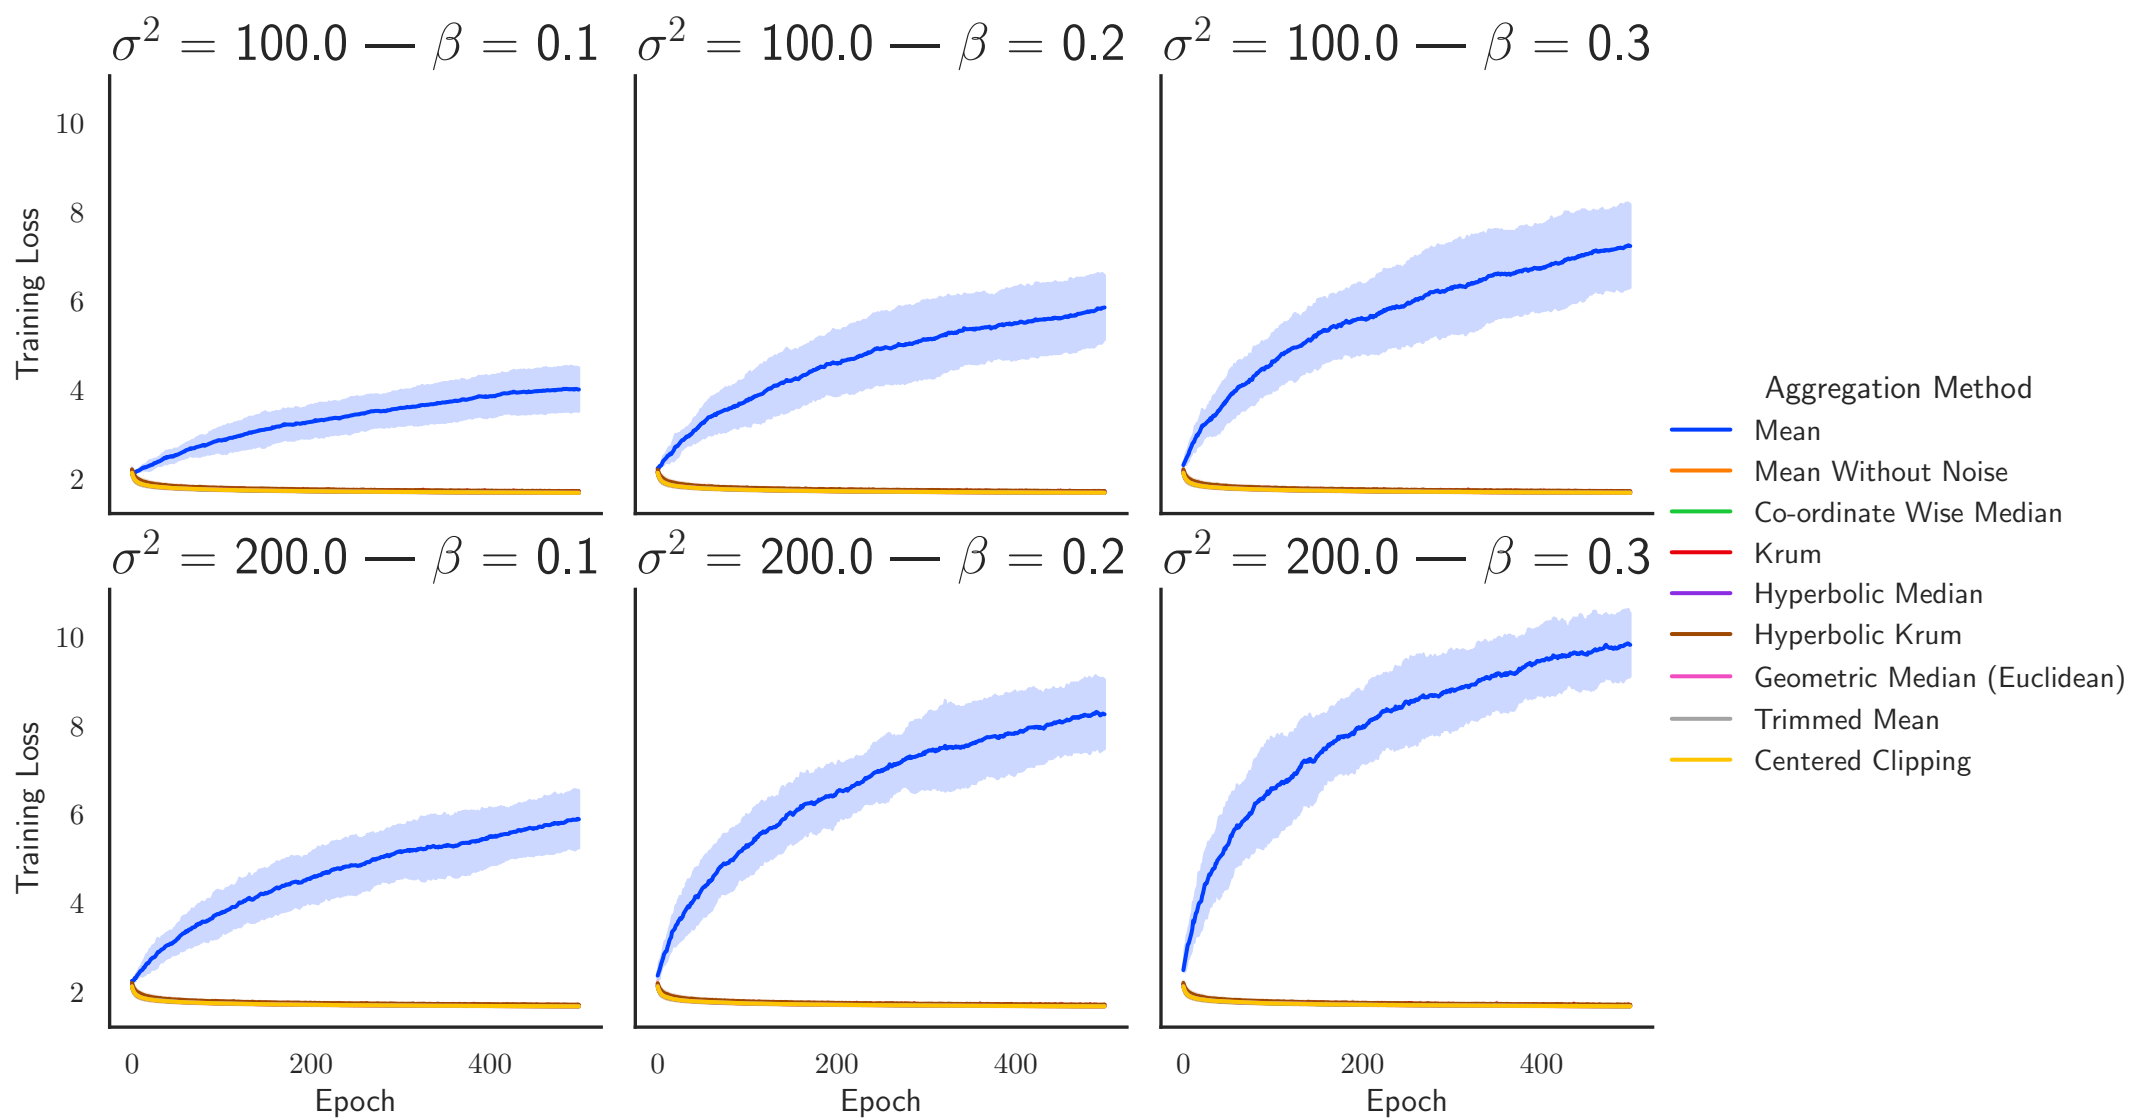 σ² = 100.0 — β = 0.1
σ² = 100.0 — β = 0.2
σ² = 100.0 — β = 0.3
10
8
6
4
2
Training Loss
σ² = 200.0 — β = 0.1
σ² = 200.0 — β = 0.2
σ² = 200.0 — β = 0.3
10
8
6
4
2
Training Loss
0 200 400
Epoch
0 200 400
Epoch
0 200 400
Epoch
Aggregation Method
Mean
Mean Without Noise
Co-ordinate Wise Median
Krum
Hyperbolic Median
Hyperbolic Krum
Geometric Median (Euclidean)
Trimmed Mean
Centered Clipping